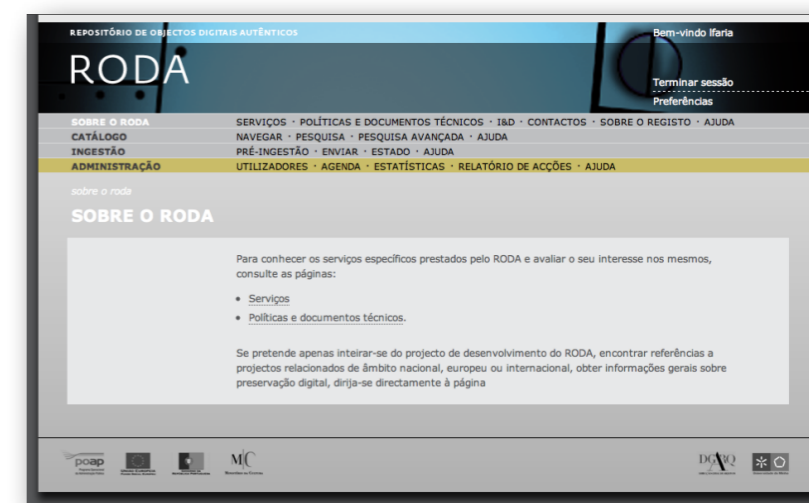 REPOSITÓRIO DE OBJECTOS DIGITAIS AUTÊNTICOS
Bem-vindo lfaria
RODA
Terminar sessão
Preferências
SOBRE O RODA SERVIÇOS · POLÍTICAS E DOCUMENTOS TÉCNICOS · I&D · CONTACTOS · SOBRE O REGISTO · AJUDA
CATÁLOGO NAVEGAR · PESQUISA · PESQUISA AVANÇADA · AJUDA
INGESTÃO PRÉ-INGESTÃO · ENVIAR · ESTADO · AJUDA
ADMINISTRAÇÃO UTILIZADORES · AGENDA · ESTATÍSTICAS · RELATÓRIO DE ACÇÕES · AJUDA
sobre o roda
SOBRE O RODA
Para conhecer os serviços específicos prestados pelo RODA e avaliar o seu interesse nos mesmos,
consulte as páginas:
• Serviços
• Políticas e documentos técnicos.
Se pretende apenas inteirar-se do projecto de desenvolvimento do RODA, encontrar referências a
projectos relacionados de âmbito nacional, europeu ou internacional, obter informações gerais sobre
preservação digital, dirija-se directamente à página
poap
M|C
DGARQ